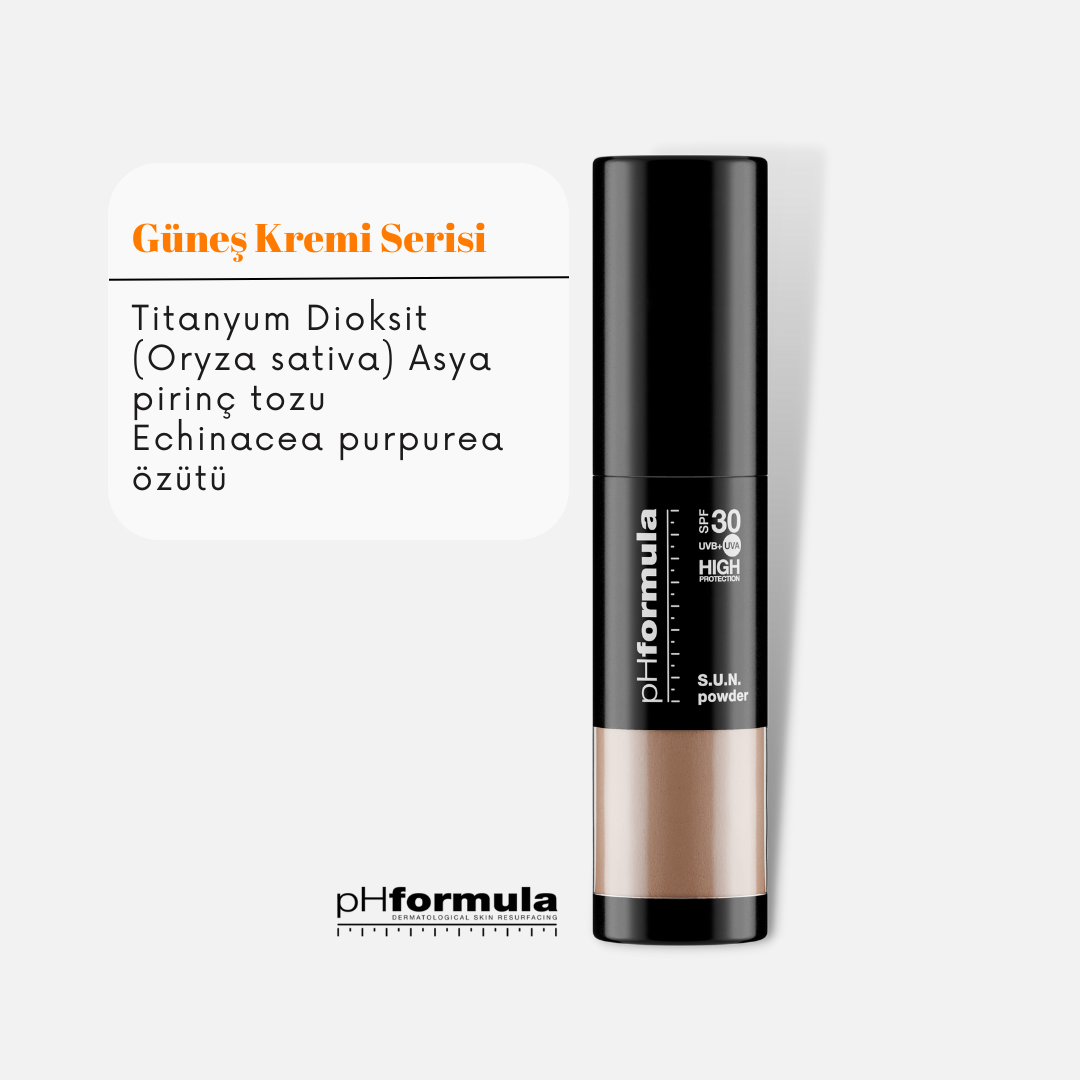 Güneş Kremi Serisi
Titanyum Dioksit
(Oryza sativa) Asya
pirinç tozu
Echinacea purpurea
özütü
pHformula
SPF 30
UVB+ UVA
HIGH
PROTECTION
S.U.N.
powder
pHformula
DERMATOLOGICAL SKIN RESURFACING